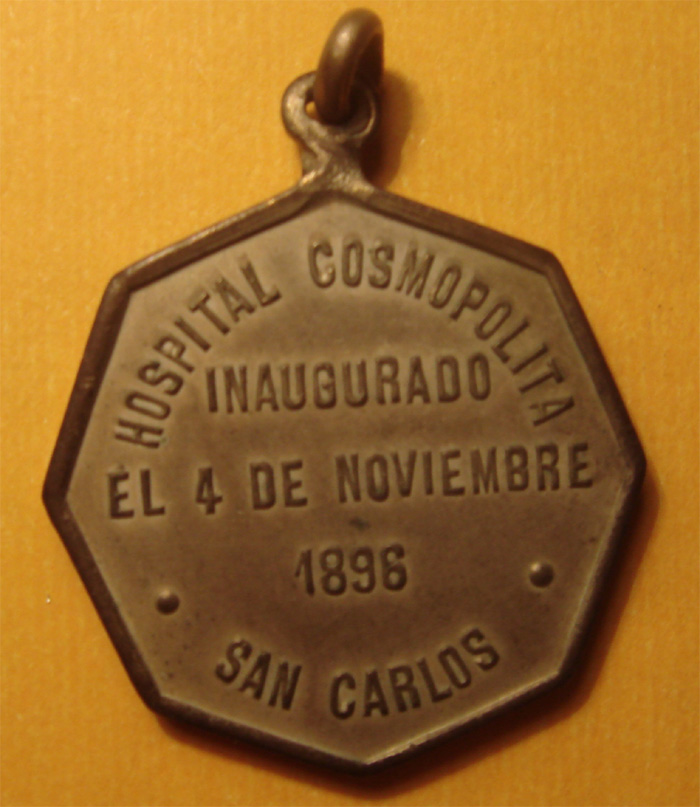 HOSPITAL COSMOPOLITA
INAUGURADO
EL 4 DE NOVIEMBRE
1896
SAN CARLOS